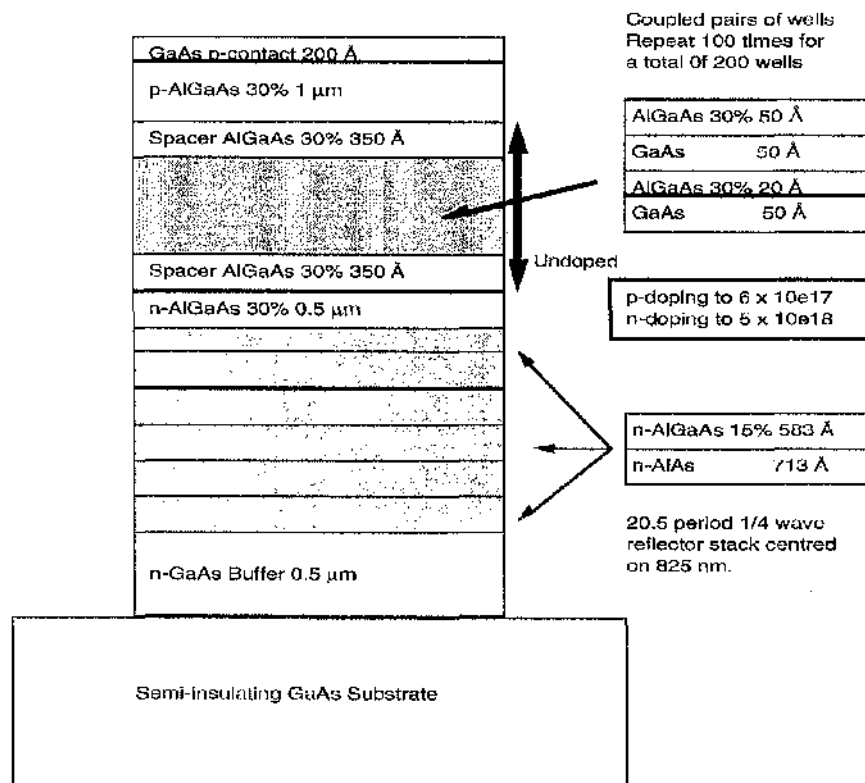 GaAs p-contact 200 Å
p-AlGaAs 30% 1 μm
Spacer AlGaAs 30% 350 Å
Spacer AlGaAs 30% 350 Å
n-AlGaAs 30% 0.5 μm
n-GaAs Buffer 0.5 μm
Semi-insulating GaAs Substrate
Undoped
Coupled pairs of wells
Repeat 100 times for
a total 0f 200 wells
AlGaAs 30% 50 Å
GaAs 50 Å
AlGaAs 30% 20 Å
GaAs 50 Å
p-doping to 6 x 10e17
n-doping to 5 x 10e18
n-AlGaAs 15% 583 Å
n-AlAs 713 Å
20.5 period 1/4 wave
reflector stack centred
on 825 nm.